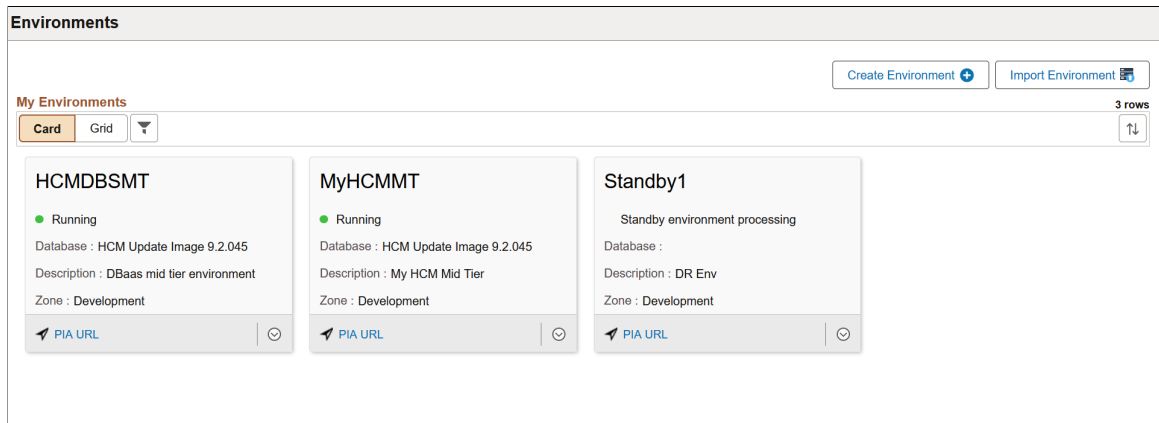 Environments
Create Environment
Import Environment
My Environments
3 rows
Card
Grid
HCMDBSMT
Running
Database : HCM Update Image 9.2.045
Description : DBaas mid tier environment
Zone : Development
PIA URL
MyHCMMT
Running
Database : HCM Update Image 9.2.045
Description : My HCM Mid Tier
Zone : Development
PIA URL
Standby1
Standby environment processing
Database :
Description : DR Env
Zone : Development
PIA URL